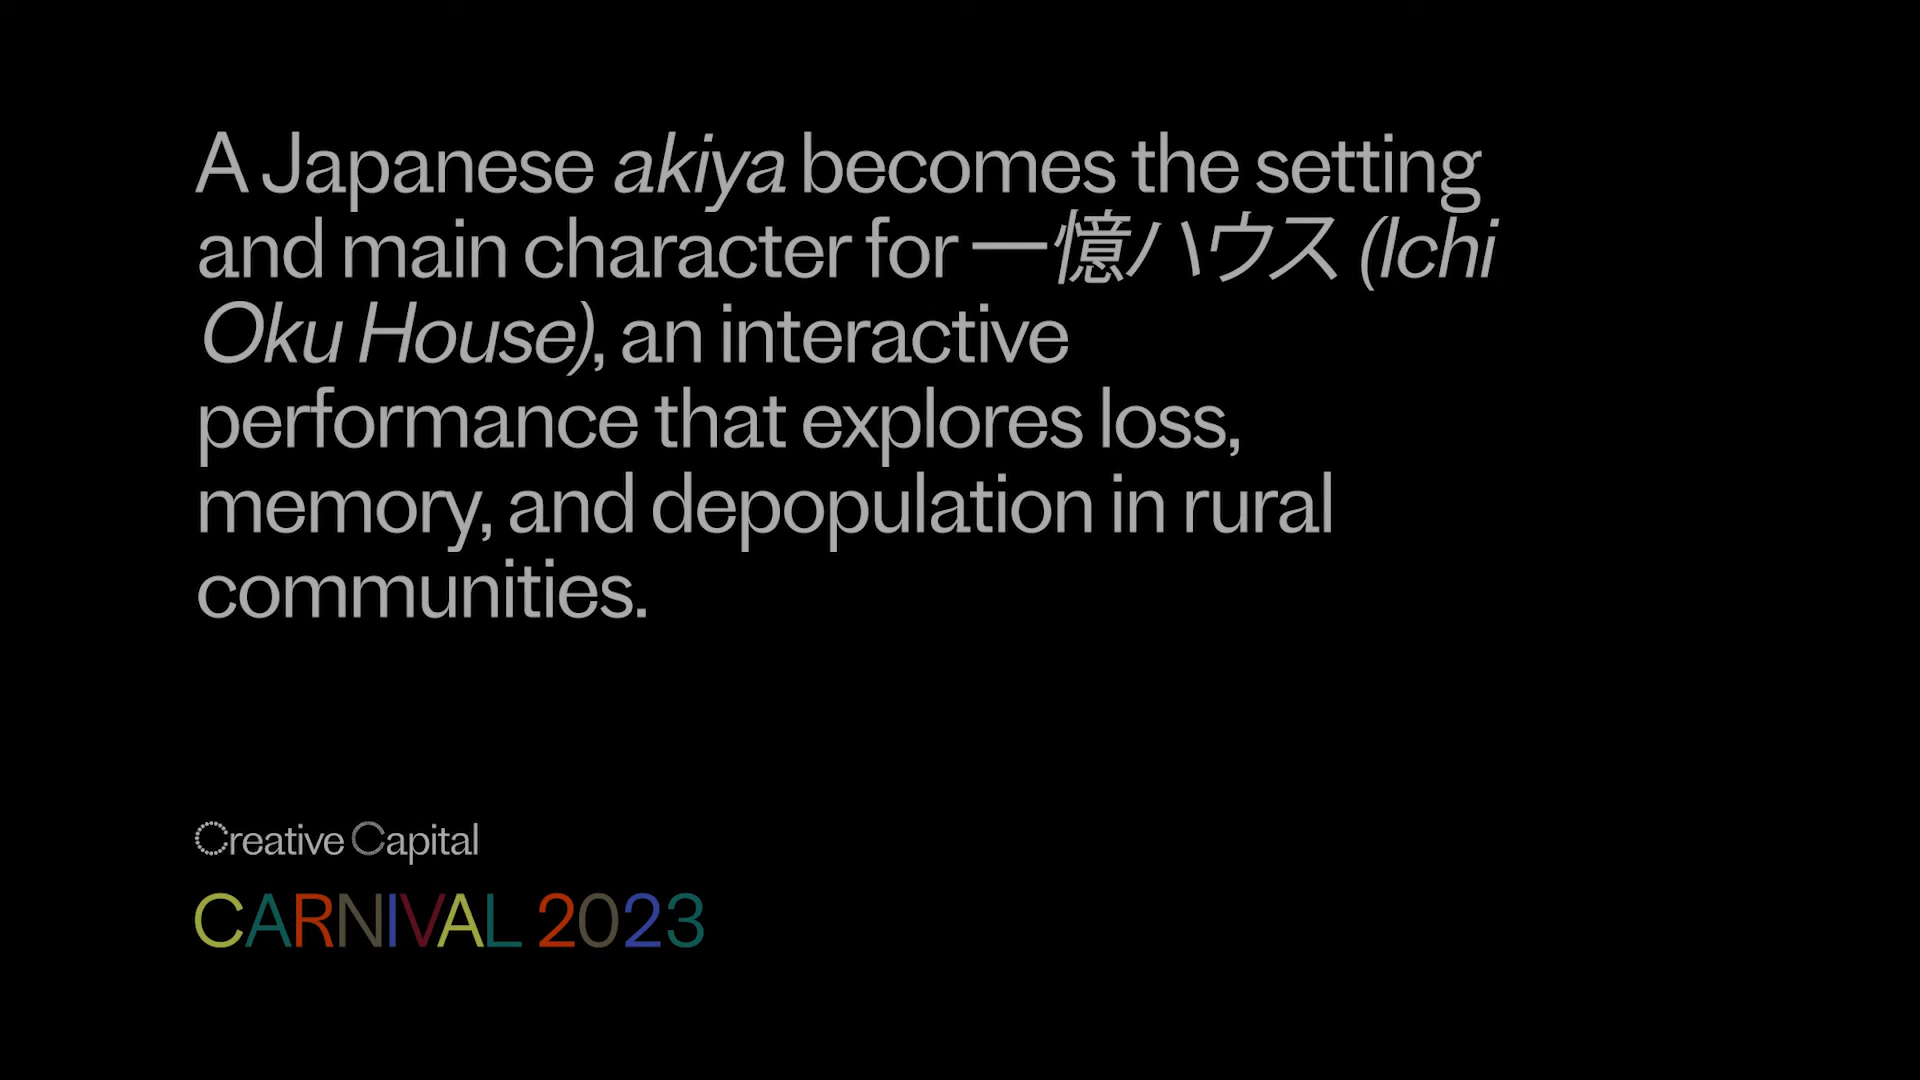 A Japanese akiya becomes the setting
and main character for 一憶ハウス (Ichi
Oku House), an interactive
performance that explores loss,
memory, and depopulation in rural
communities.
Creative Capital
CARNIVAL 2023